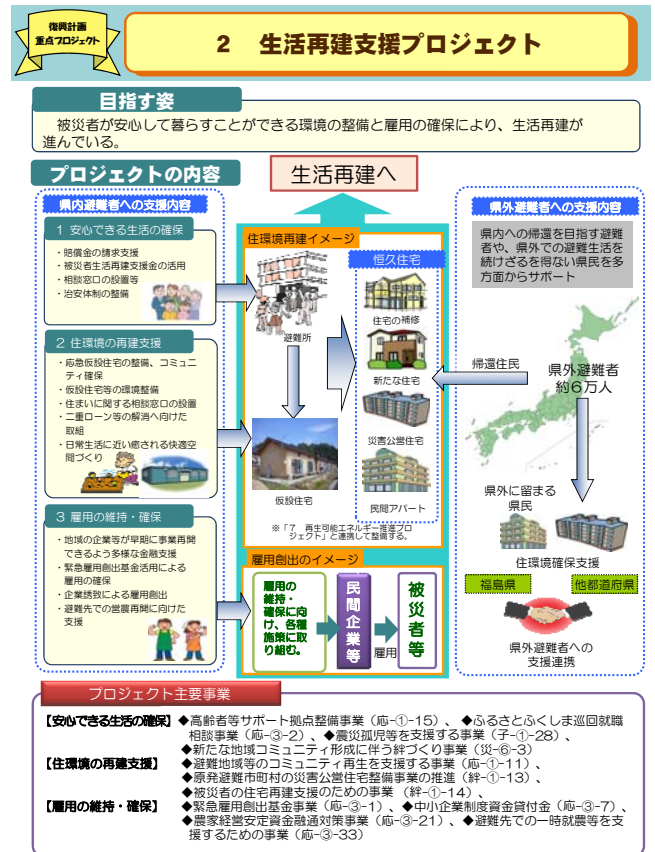 復興計画
重点プロジェクト
2 生活再建支援プロジェクト
目指す姿
被災者が安心して暮らすことができる環境の整備と雇用の確保により、生活再建が
進んでいる。
プロジェクトの内容
生活再建へ
県内避難者への支援内容
1 安心できる生活の確保
・賠償金の請求支援
・被災者生活再建支援金の活用
・相談窓口の設置等
・治安体制の整備
2 住環境の再建支援
・応急仮設住宅の整備、コミュニ
ティ確保
・仮設住宅等の環境整備
・住まいに関する相談窓口の設置
・二重ローン等の解消へ向けた
取組
・日常生活に近い癒される快適空
間づくり
3 雇用の維持・確保
・地域の企業等が早期に事業再開
できるよう多様な金融支援
・緊急雇用創出基金活用による
雇用の確保
・企業誘致による雇用創出
・避難先での営農再開に向けた
支援
住環境再建イメージ
恒久住宅
避難所
住宅の補修
新たな住宅
災害公営住宅
仮設住宅
民間アパート
※「7 再生可能エネルギー推進プロ
ジェクト」と連携して整備する。
雇用創出のイメージ
雇用の
維持・
確保に向
け、各種
施策に取
り組む。
民間企業等
雇用
被災者等
県外避難者への支援内容
県内への帰還を目指す避難
者や、県外での避難生活を
続けざるを得ない県民を多
方面からサポート
帰還住民
県外避難者
約6万人
県外に留まる
県民
住環境確保支援
福島県
他都道府県
県外避難者への
支援連携
プロジェクト主要事業
【安心できる生活の確保】 ◆高齢者等サポート拠点整備事業（応-①-15）、 ◆ふるさとふくしま巡回就職
相談事業（応-③-2）、◆震災孤児等を支援する事業（子-①-28）、
◆新たな地域コミュニティ形成に伴う絆づくり事業（災-⑥-3）
【住環境の再建支援】 ◆避難地域等のコミュニティ再生を支援する事業（応-①-11）、
◆原発避難市町村の災害公営住宅整備事業の推進（絆-①-13）、
◆被災者の住宅再建支援のための事業（絆-①-14）、
【雇用の維持・確保】 ◆緊急雇用創出基金事業（応-③-1）、◆中小企業制度資金貸付金（応-③-7）、
◆農家経営安定資金融通対策事業（応-③-21）、◆避難先での一時就農等を支
援するための事業（応-③-33）